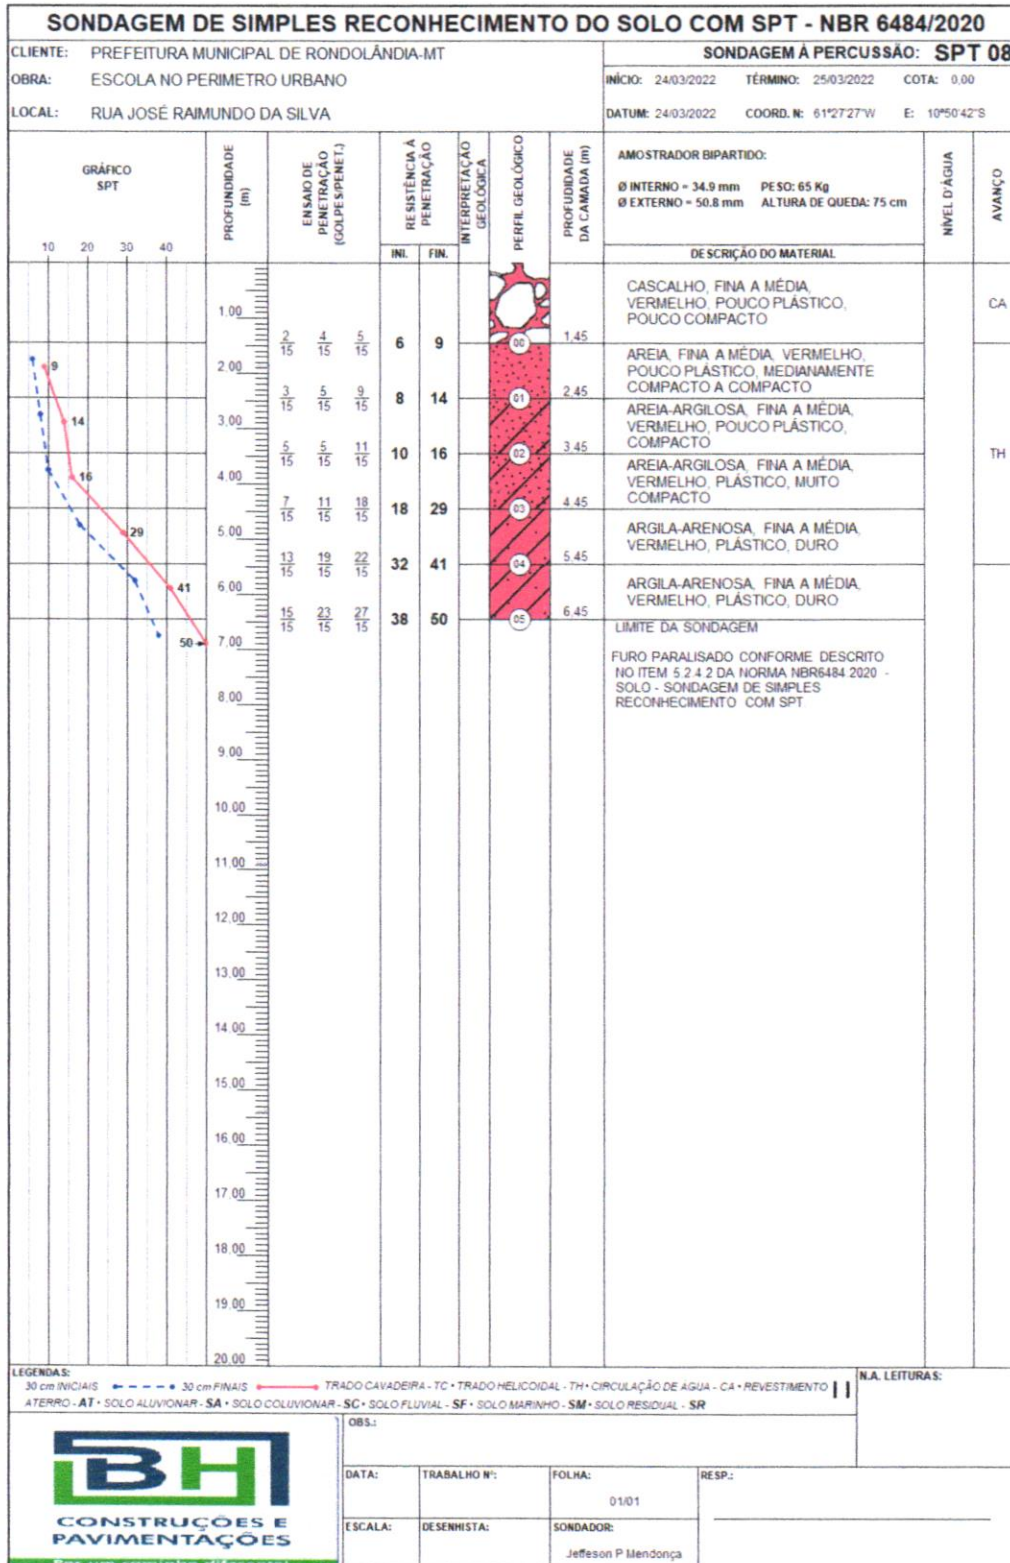 SONDAGEM DE SIMPLES RECONHECIMENTO DO SOLO COM SPT - NBR 6484/2020
CLIENTE: PREFEITURA MUNICIPAL DE RONDOLÂNDIA-MT
SONDAGEM À PERCUSSÃO: SPT 08
OBRA: ESCOLA NO PERIMETRO URBANO
INÍCIO: 24/03/2022 TÉRMINO: 25/03/2022 COTA: 0,00
LOCAL: RUA JOSÉ RAIMUNDO DA SILVA
DATUM: 24/03/2022 COORD. N: 61°27'27"W E: 10°50'42"S
GRÁFICO SPT
10 20 30 40
PROFUNDIDADE (m)
ENSAIO DE PENETRAÇÃO (GOLPES/PENET.)
RESISTÊNCIA À PENETRAÇÃO
INI. FIN.
INTERPRETAÇÃO GEOLÓGICA
PERFIL GEOLÓGICO
PROFUDIDADE DA CAMADA (m)
AMOSTRADOR BIPARTIDO:
Ø INTERNO = 34.9 mm PESO: 65 Kg
Ø EXTERNO = 50.8 mm ALTURA DE QUEDA: 75 cm
DESCRIÇÃO DO MATERIAL
NÍVEL D'ÁGUA
AVANÇO
CASCALHO, FINA A MÉDIA,
VERMELHO, POUCO PLÁSTICO,
POUCO COMPACTO
CA
1,00
2/15 4/15 5/15 6 9 00 1,45
AREIA, FINA A MÉDIA, VERMELHO,
POUCO PLÁSTICO, MEDIANAMENTE
COMPACTO A COMPACTO
9 2,00
3/15 5/15 9/15 8 14 01 2,45
AREIA-ARGILOSA, FINA A MÉDIA,
VERMELHO, POUCO PLÁSTICO,
COMPACTO
14 3,00
5/15 5/15 11/15 10 16 02 3,45
TH
AREIA-ARGILOSA, FINA A MÉDIA,
VERMELHO, PLÁSTICO, MUITO
COMPACTO
16 4,00
7/15 11/15 18/15 18 29 03 4,45
ARGILA-ARENOSA, FINA A MÉDIA,
VERMELHO, PLÁSTICO, DURO
29 5,00
13/15 19/15 22/15 32 41 04 5,45
ARGILA-ARENOSA, FINA A MÉDIA,
VERMELHO, PLÁSTICO, DURO
41 6,00
15/15 23/15 27/15 38 50 05 6,45
LIMITE DA SONDAGEM
50 7,00
FURO PARALISADO CONFORME DESCRITO
NO ITEM 5.2.4.2 DA NORMA NBR6484 2020 -
SOLO - SONDAGEM DE SIMPLES
RECONHECIMENTO COM SPT
8,00
9,00
10,00
11,00
12,00
13,00
14,00
15,00
16,00
17,00
18,00
19,00
20,00
LEGENDAS:
30 cm INICIAIS 30 cm FINAIS TRADO CAVADEIRA - TC • TRADO HELICOIDAL - TH • CIRCULAÇÃO DE AGUA - CA • REVESTIMENTO
ATERRO - AT • SOLO ALUVIONAR - SA • SOLO COLUVIONAR - SC • SOLO FLUVIAL - SF • SOLO MARINHO - SM • SOLO RESIDUAL - SR
N.A. LEITURAS:
OBS.:
BH
CONSTRUÇÕES E
PAVIMENTAÇÕES
DATA: TRABALHO Nº: FOLHA: RESP.:
01/01
ESCALA: DESENHISTA: SONDADOR:
Jeffeson P Mendonça